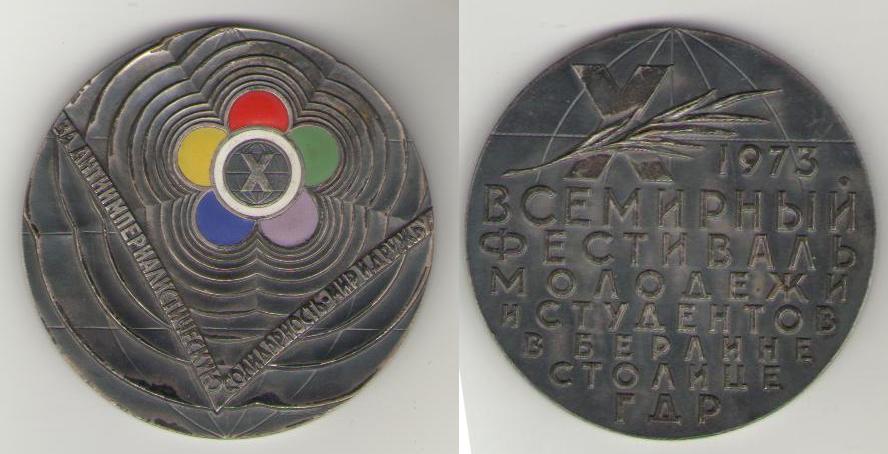 X
ЗА АНТИИМПЕРИАЛИСТИЧЕСКУЮ
СОЛИДАРНОСТЬ•МИР И ДРУЖБУ
X
1973
ВСЕМИРНЫЙ
ФЕСТИВАЛЬ
МОЛОДЕЖИ
И СТУДЕНТОВ
В БЕРЛИНЕ
СТОЛИЦЕ
ГДР